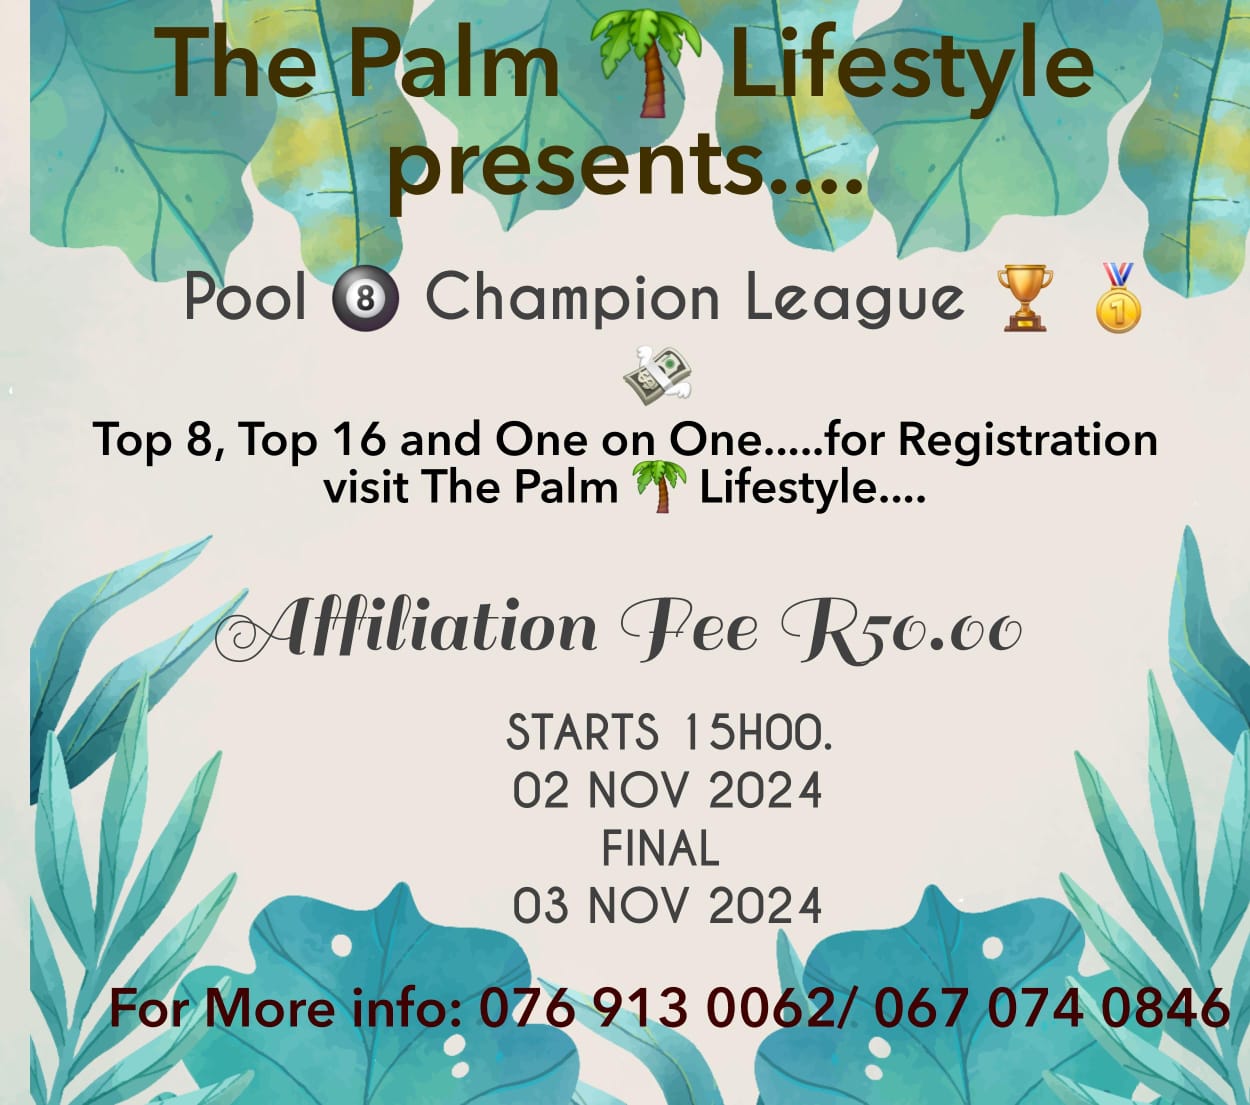 The Palm 🌴 Lifestyle
presents....
Pool 🎱 Champion League 🏆 🥇
💸
Top 8, Top 16 and One on One.....for Registration
visit The Palm 🌴 Lifestyle....
Affiliation Fee R50.00
STARTS 15H00.
02 NOV 2024
FINAL
03 NOV 2024
For More info: 076 913 0062/ 067 074 0846